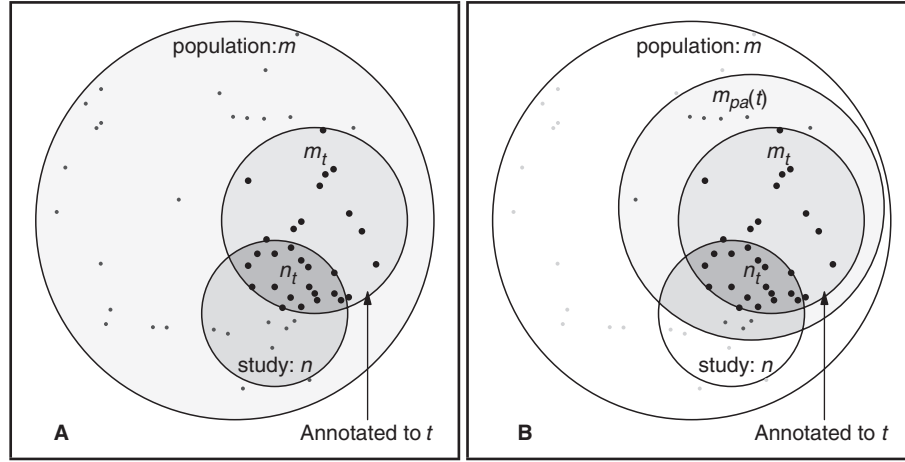 population: m
m_t
n_t
study: n
A
Annotated to t
population: m
m_pa(t)
m_t
n_t
study: n
B
Annotated to t